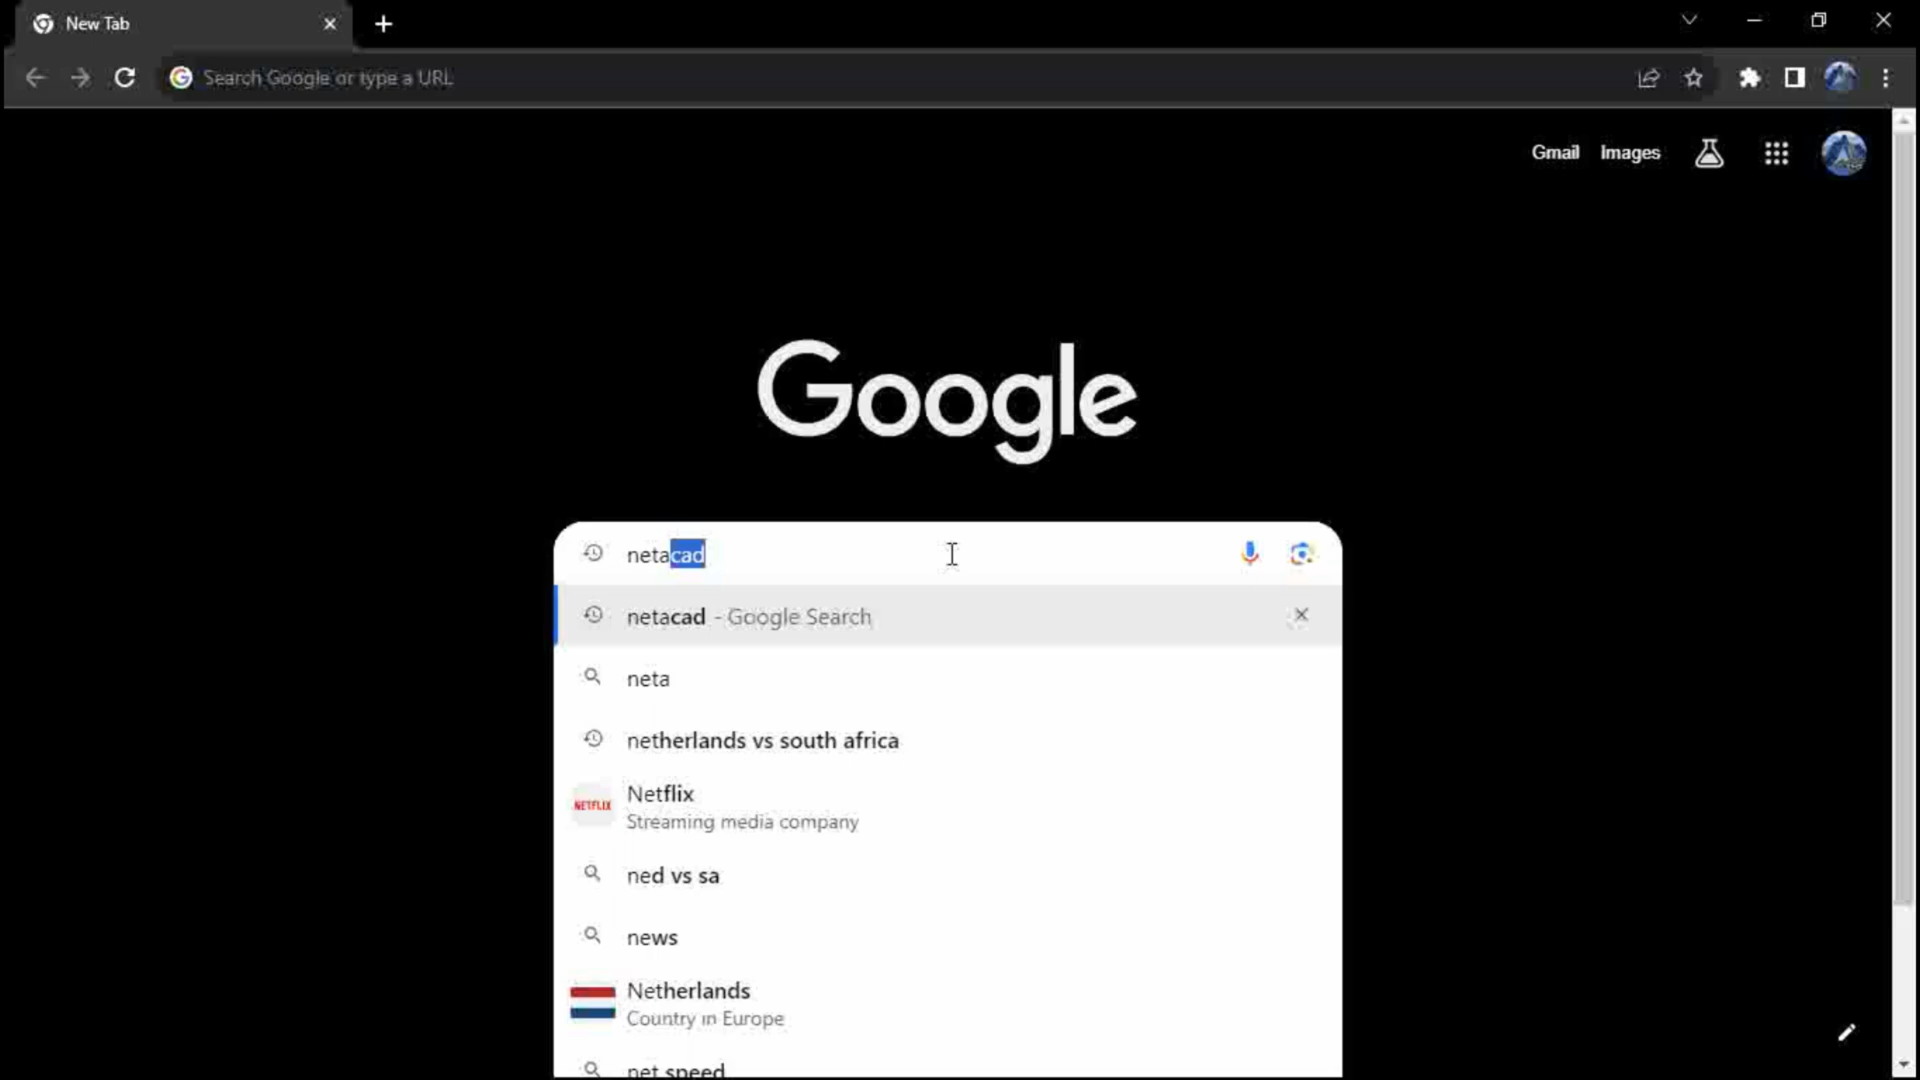 New Tab
Search Google or type a URL
Gmail Images
Google
netacad
netacad - Google Search
neta
netherlands vs south africa
NETFLIX
Netflix
Streaming media company
ned vs sa
news
Netherlands
Country in Europe
net speed